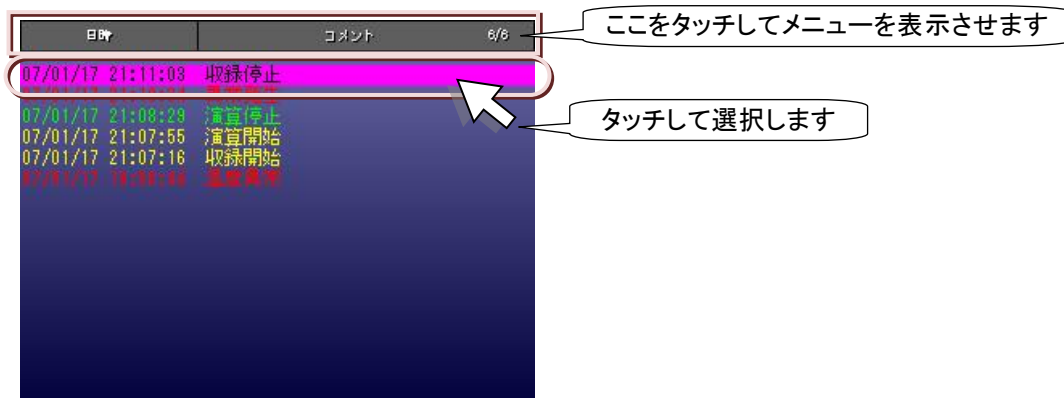 日時▼ コメント 6/6
ここをタッチしてメニューを表示させます
07/01/17 21:11:03 収録停止
07/01/17 21:08:29 演算停止
タッチして選択します
07/01/17 21:07:55 演算開始
07/01/17 21:07:16 収録開始